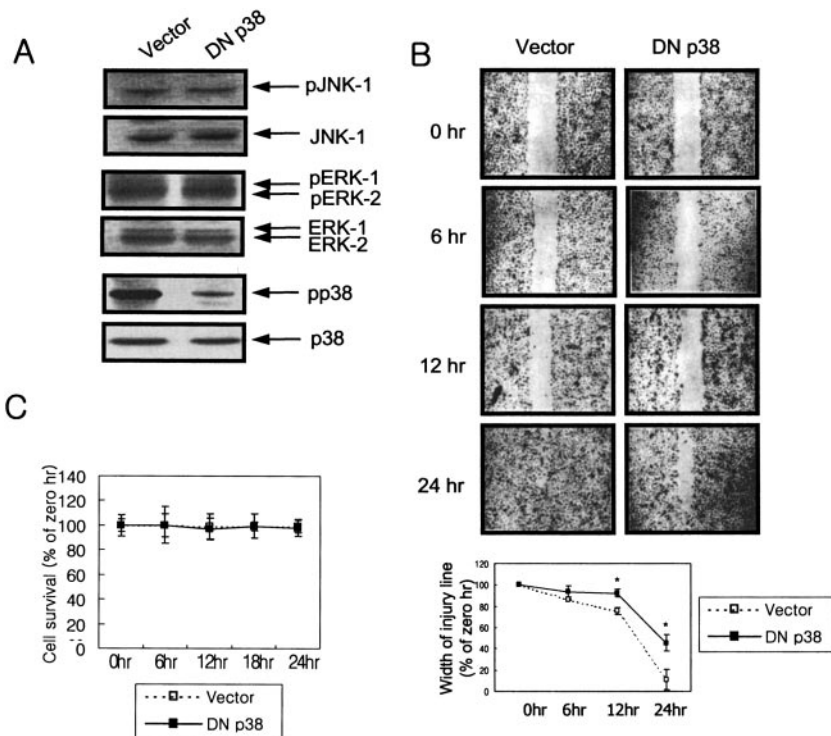 A
Vector
DN p38
pJNK-1
JNK-1
pERK-1
pERK-2
ERK-1
ERK-2
pp38
p38
B
Vector
DN p38
0 hr
6 hr
12 hr
24 hr
Width of injury line
(% of zero hr)
120
100
80
60
40
20
0
*
*
0hr
6hr
12hr
24hr
Vector
DN p38
C
Cell survival (% of zero hr)
140
120
100
80
60
40
20
0
0hr
6hr
12hr
18hr
24hr
Vector
DN p38